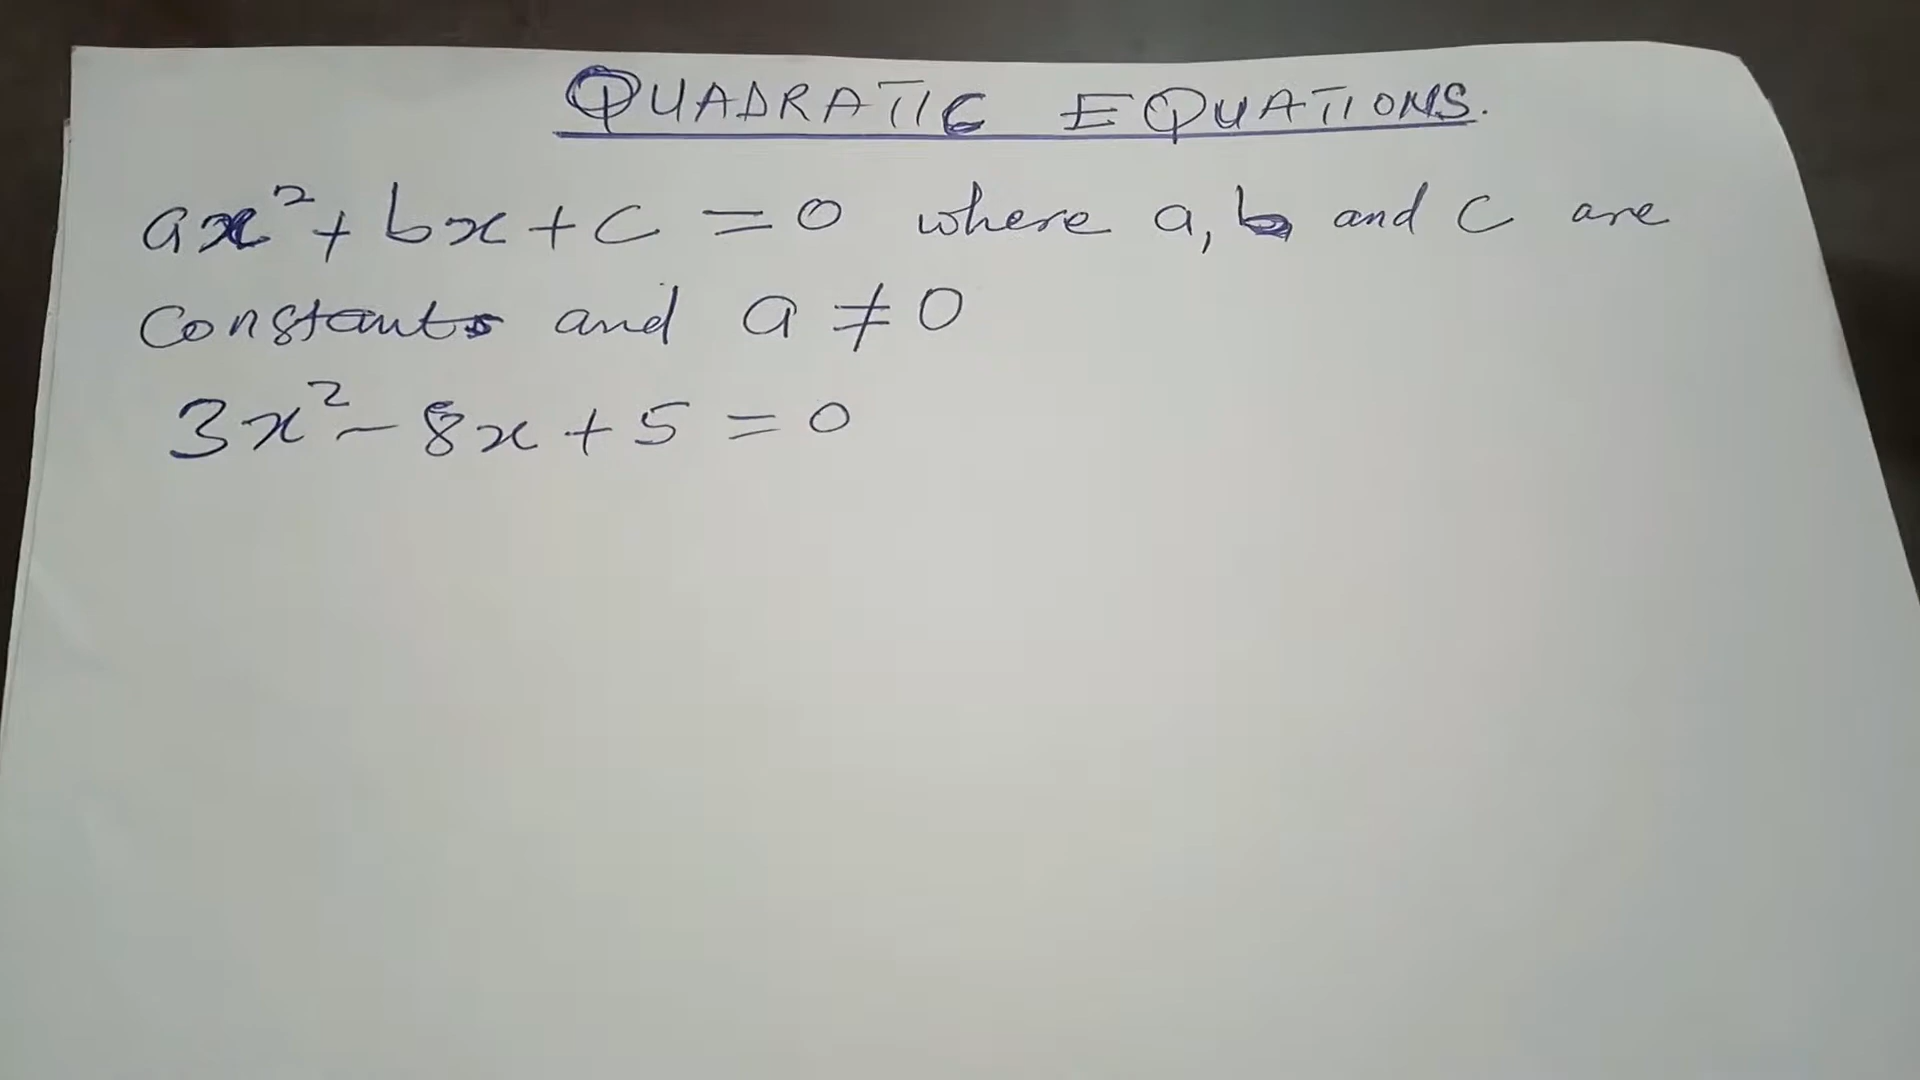 QUADRATIC EQUATIONS.
ax² + bx + c = 0 where a, b and c are
constants and a ≠ 0
3x² - 8x + 5 = 0